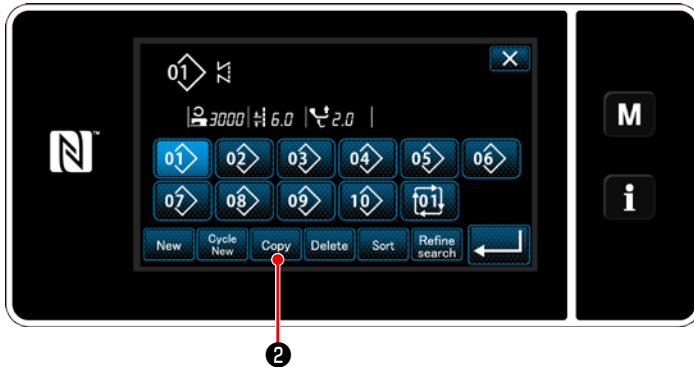 01
3000 6.0 2.0
01 02 03 04 05 06
07 08 09 10 01
New Cycle New Copy Delete Sort Refine search
M
i
N™
2